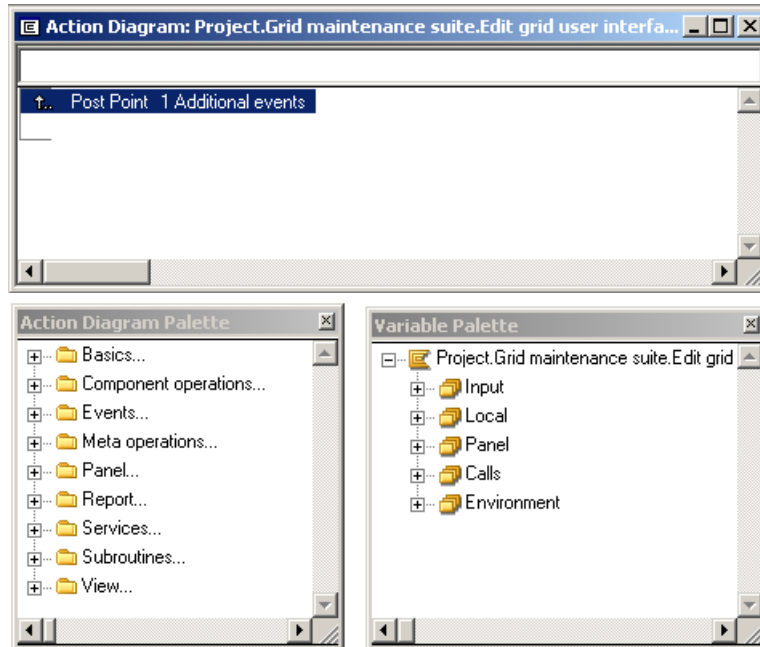 Action Diagram: Project.Grid maintenance suite.Edit grid user interfa...
Post Point 1 Additional events
Action Diagram Palette
Basics...
Component operations...
Events...
Meta operations...
Panel...
Report...
Services...
Subroutines...
View...
Variable Palette
Project.Grid maintenance suite.Edit grid
Input
Local
Panel
Calls
Environment